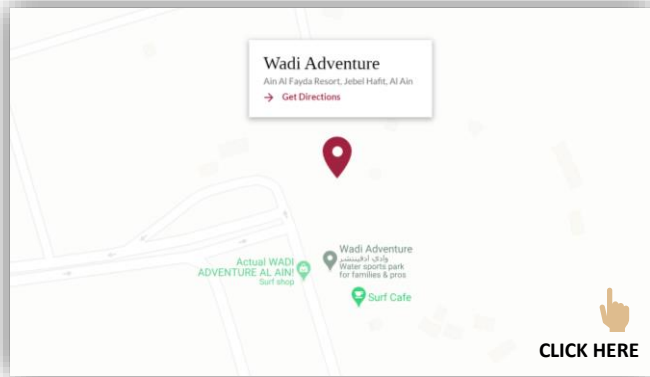 Wadi Adventure
Ain Al Fayda Resort, Jebel Hafit, Al Ain
→ Get Directions
Wadi Adventure
وادي ادفينتشر
Water sports park
for families & pros
Actual WADI
ADVENTURE AL AIN!
Surf shop
Surf Cafe
CLICK HERE